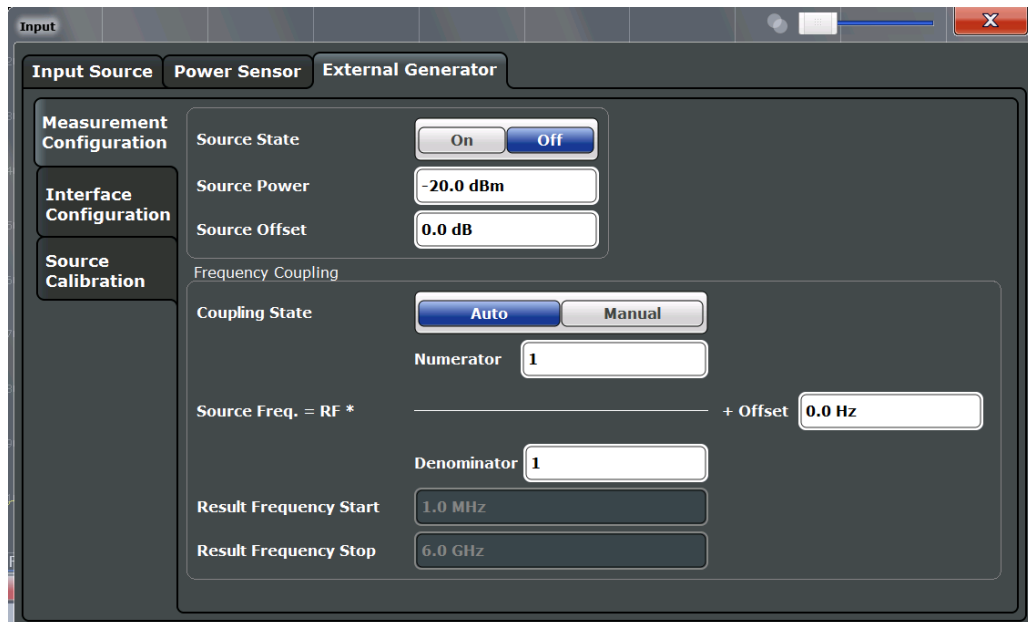 Input
X
Input Source
Power Sensor
External Generator
Measurement
Configuration
Interface
Configuration
Source
Calibration
Source State
On
Off
Source Power
-20.0 dBm
Source Offset
0.0 dB
Frequency Coupling
Coupling State
Auto
Manual
Numerator
1
Source Freq. = RF *
+ Offset
0.0 Hz
Denominator
1
Result Frequency Start
1.0 MHz
Result Frequency Stop
6.0 GHz